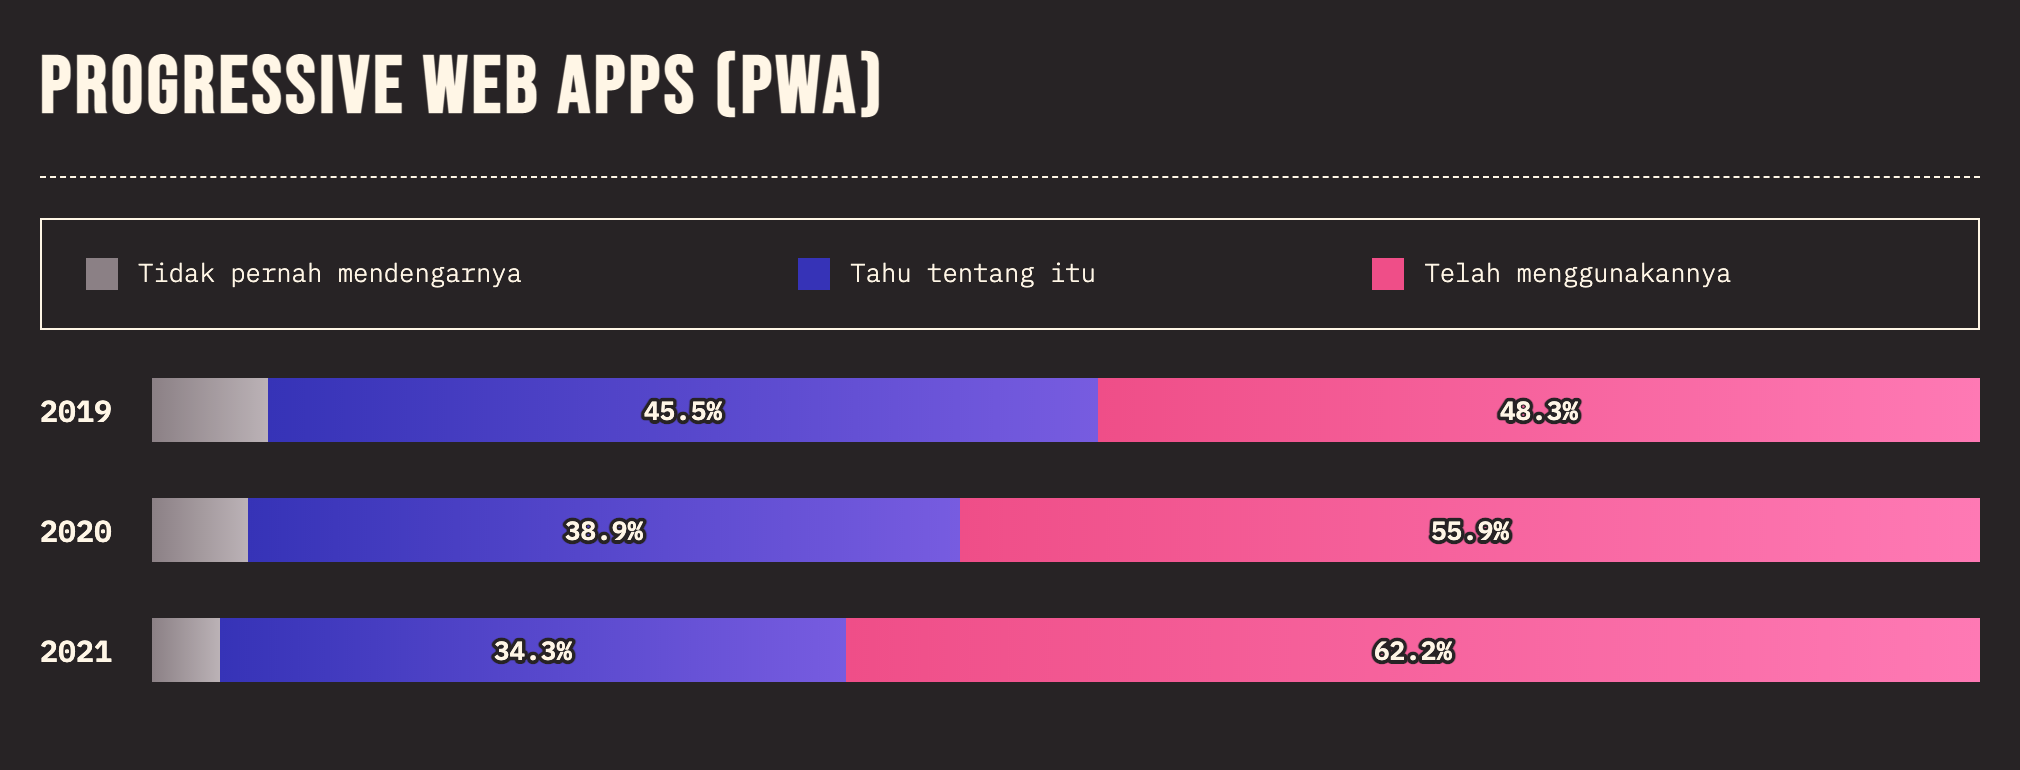 PROGRESSIVE WEB APPS (PWA)
Tidak pernah mendengarnya Tahu tentang itu Telah menggunakannya
2019 45.5% 48.3%
2020 38.9% 55.9%
2021 34.3% 62.2%